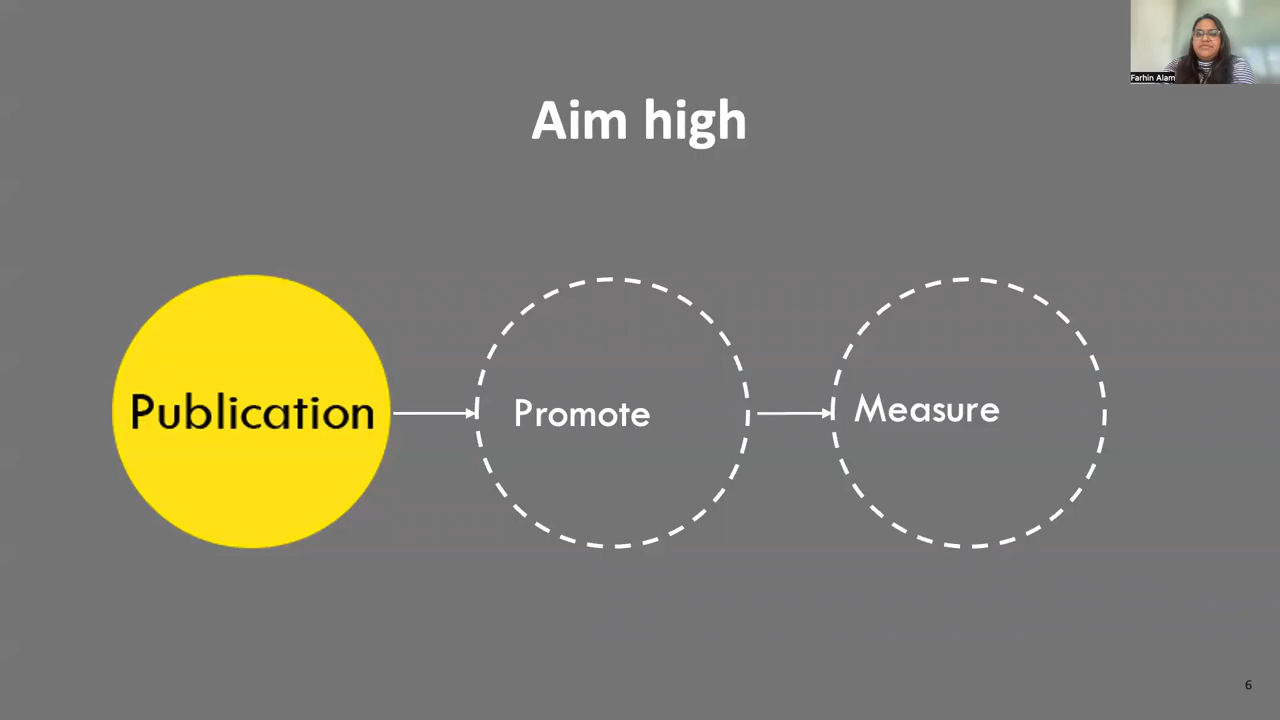 Farhin Alam
Aim high
Publication
Promote
Measure
6